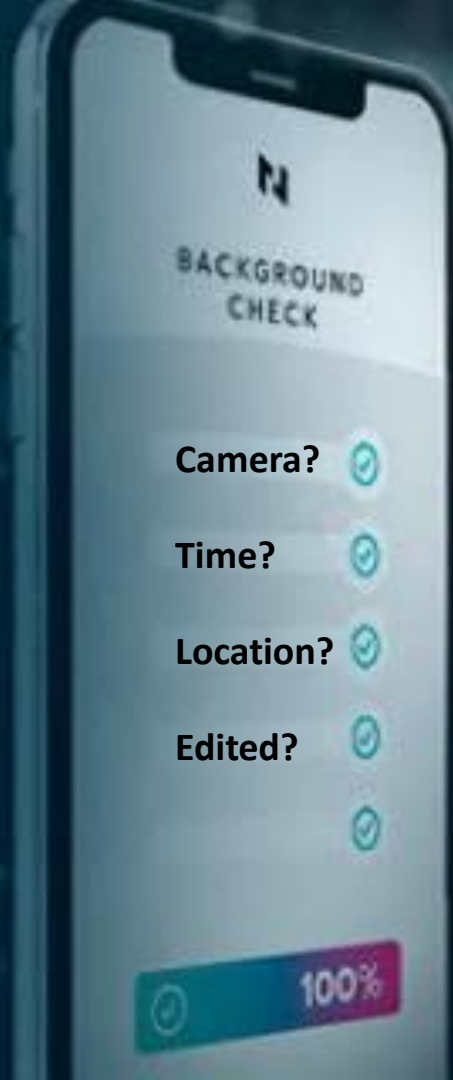 BACKGROUND
CHECK
Camera?
Time?
Location?
Edited?
100%